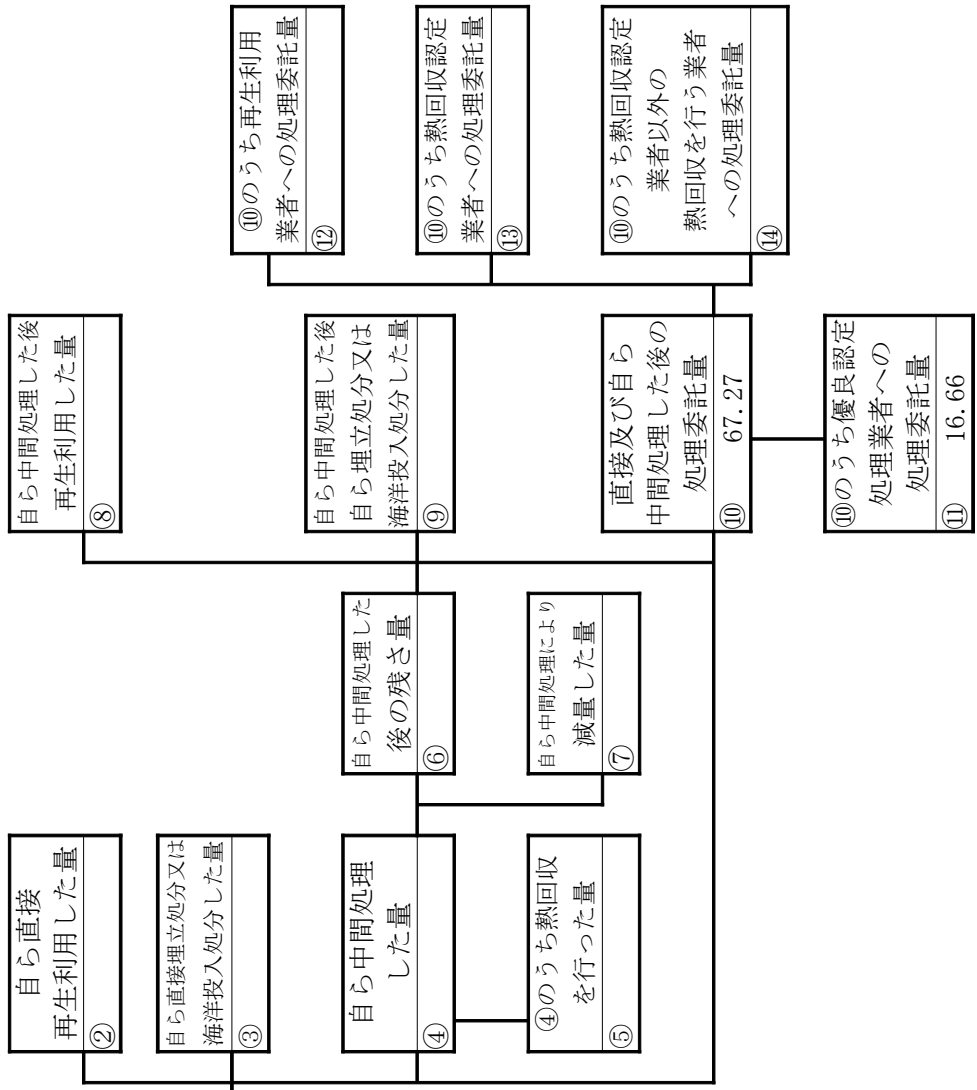 自ら直接
再生利用した量
②
自ら直接埋立処分又は
海洋投入処分した量
③
自ら中間処理
した量
④
④のうち熱回収
を行った量
⑤
自ら中間処理した
後の残さ量
⑥
自ら中間処理により
減量した量
⑦
自ら中間処理した後
再生利用した量
⑧
自ら中間処理した後
自ら埋立処分又は
海洋投入処分した量
⑨
直接及び自ら
中間処理した後の
処理委託量
⑩ 67.27
⑩のうち優良認定
処理業者への
処理委託量
⑪ 16.66
⑩のうち再生利用
業者への処理委託量
⑫
⑩のうち熱回収認定
業者への処理委託量
⑬
⑩のうち熱回収認定
業者以外の
熱回収を行う業者
への処理委託量
⑭